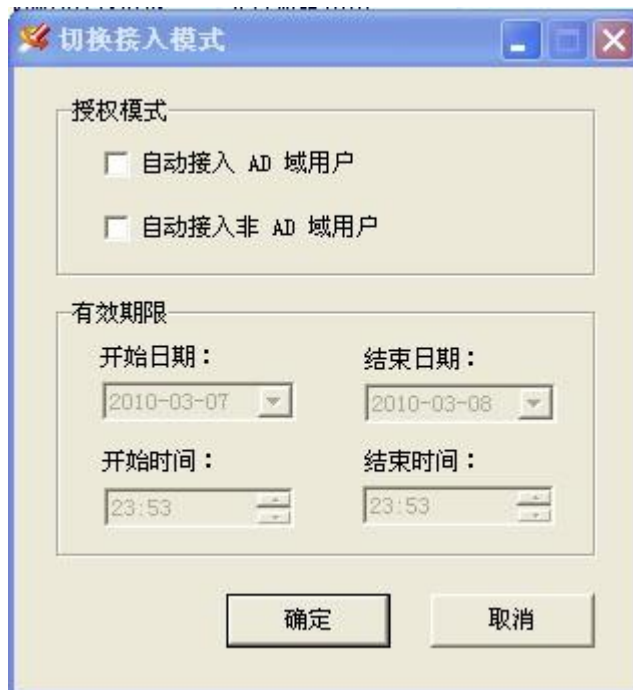 切换接入模式
授权模式
自动接入 AD 域用户
自动接入非 AD 域用户
有效期限
开始日期： 结束日期：
2010-03-07 2010-03-08
开始时间： 结束时间：
23:53 23:53
确定 取消